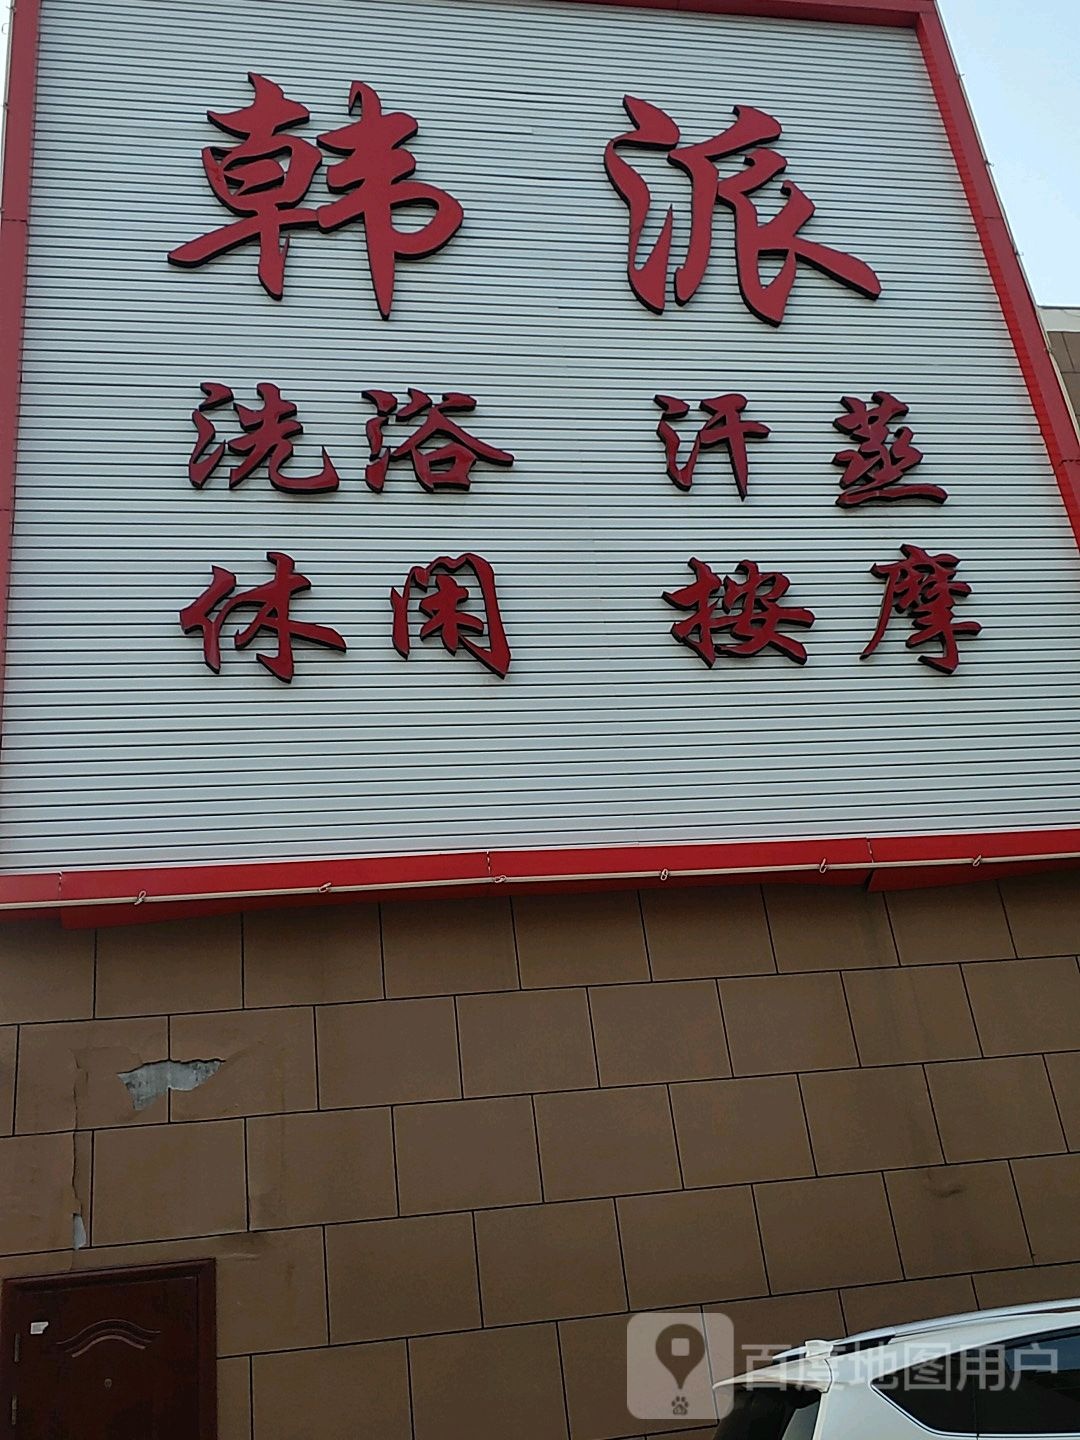 韩派
洗浴 汗蒸
休闲 按摩
百度地图用户